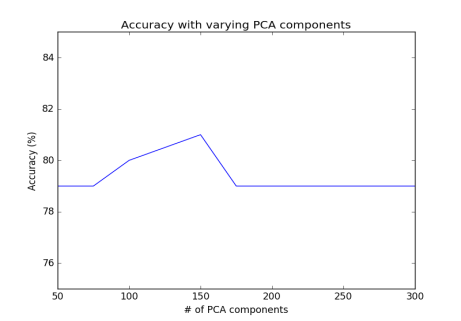 Accuracy with varying PCA components
84
82
80
78
76
Accuracy (%)
50 100 150 200 250 300
# of PCA components